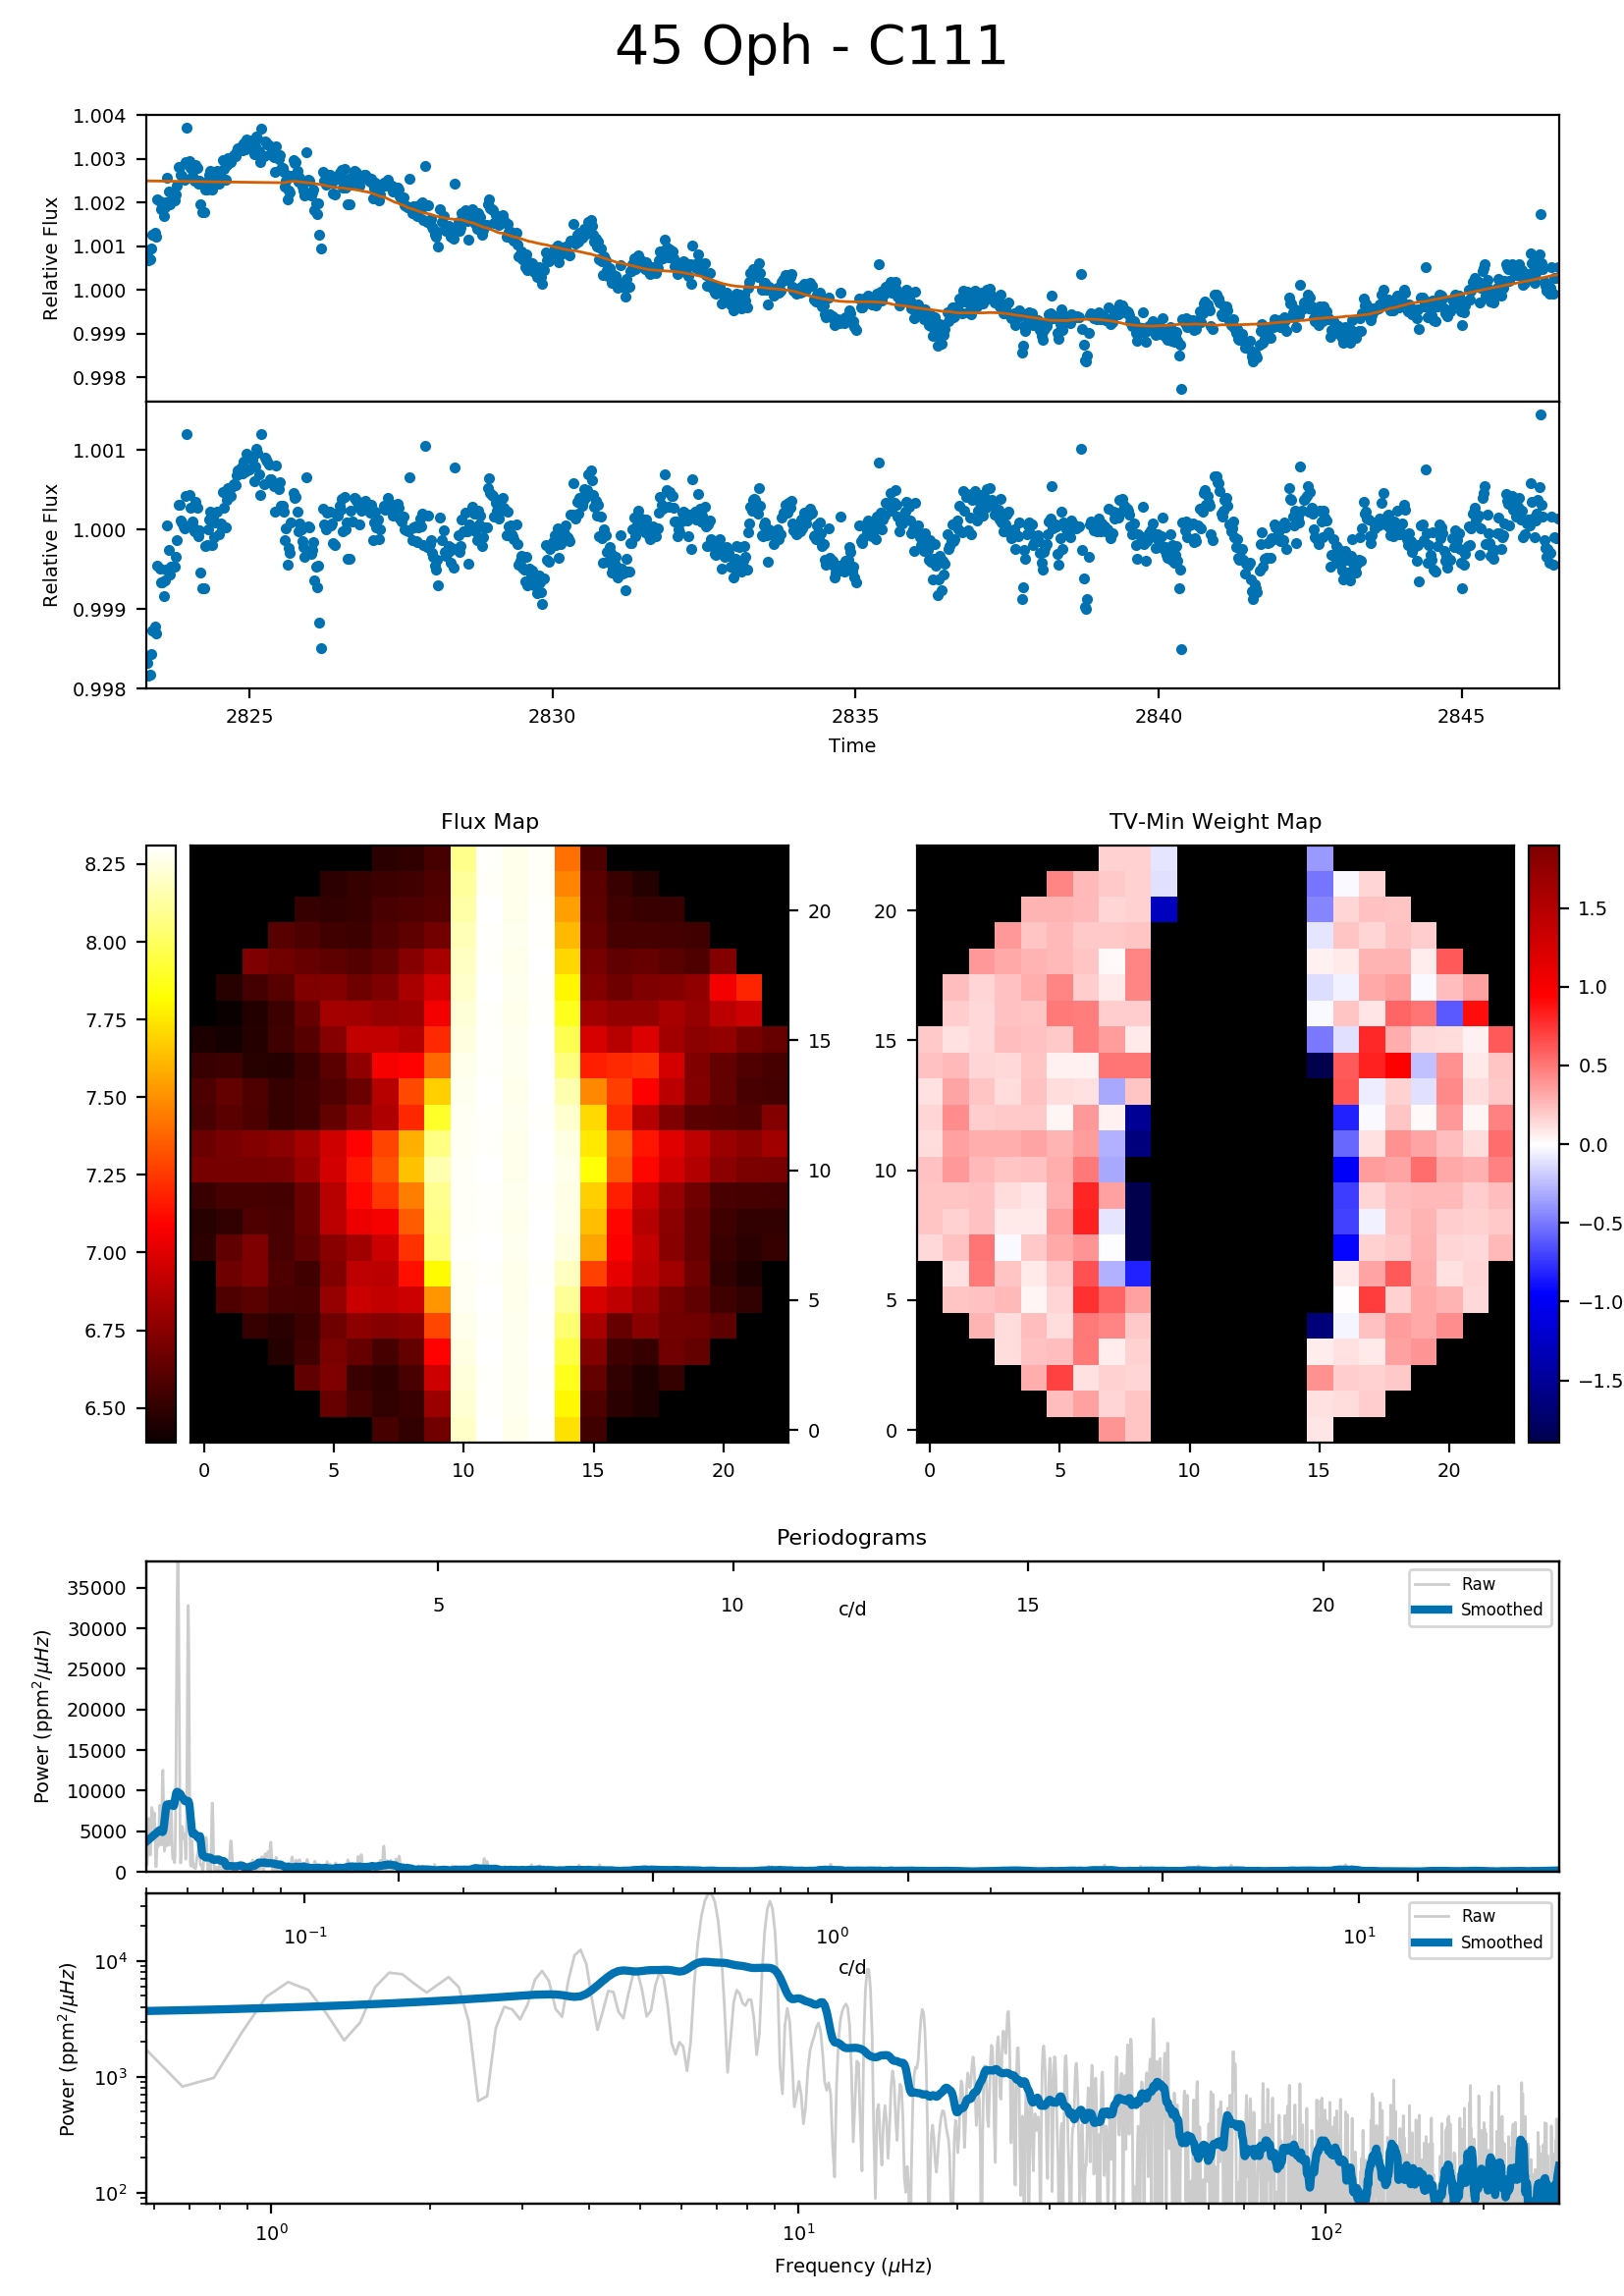 45 Oph - C111
1.004
1.003
1.002
1.001
1.000
0.999
0.998
Relative Flux
1.001
1.000
0.999
0.998
Relative Flux
2825 2830 2835 2840 2845
Time
Flux Map
TV-Min Weight Map
8.25
8.00
7.75
7.50
7.25
7.00
6.75
6.50
20
15
10
5
0
0 5 10 15 20
20
15
10
5
0
0 5 10 15 20
1.5
1.0
0.5
0.0
−0.5
−1.0
−1.5
Periodograms
35000
30000
25000
20000
15000
10000
5000
0
Power (ppm²/μHz)
5 10 15 20
c/d
Raw
Smoothed
10⁻¹ 10⁰ 10¹
c/d
Raw
Smoothed
10⁴
10³
10²
Power (ppm²/μHz)
10⁰ 10¹ 10²
Frequency (μHz)